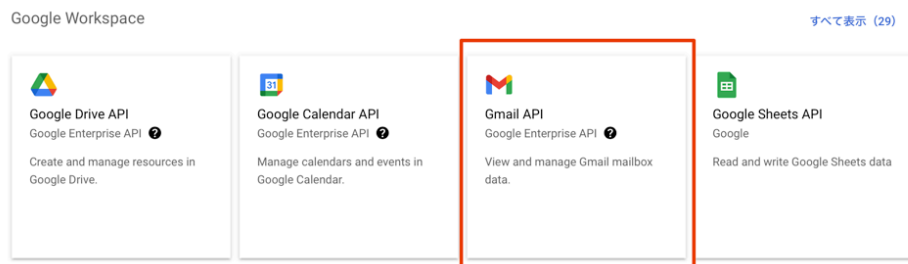 Google Workspace
すべて表示（29）
Google Drive API
Google Enterprise API ?
Create and manage resources in
Google Drive.
31
Google Calendar API
Google Enterprise API ?
Manage calendars and events in
Google Calendar.
Gmail API
Google Enterprise API ?
View and manage Gmail mailbox
data.
Google Sheets API
Google
Read and write Google Sheets data